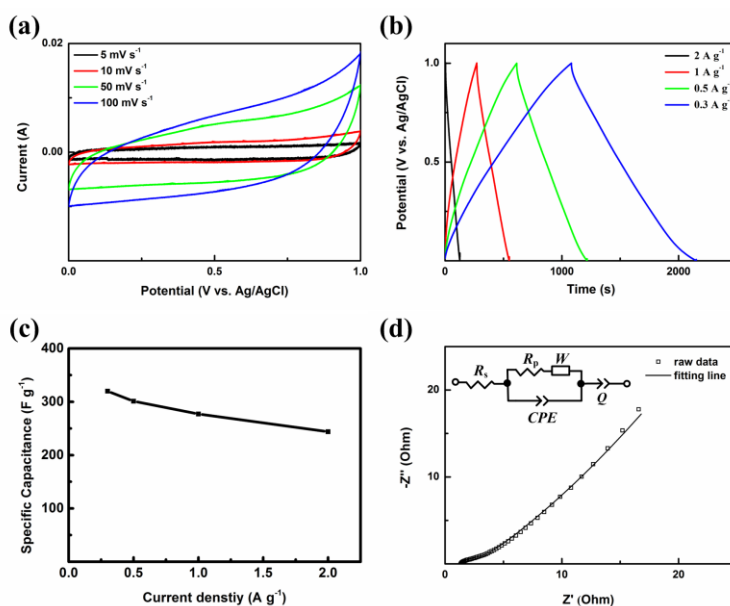 (a)
5 mV s⁻¹
10 mV s⁻¹
50 mV s⁻¹
100 mV s⁻¹
0.02
0.00
Current (A)
0.0
0.5
1.0
Potential (V vs. Ag/AgCl)
(b)
2 A g⁻¹
1 A g⁻¹
0.5 A g⁻¹
0.3 A g⁻¹
1.0
0.5
Potential (V vs. Ag/AgCl)
0
1000
2000
Time (s)
(c)
400
300
200
100
0
Specific Capacitance (F g⁻¹)
0.0
0.5
1.0
1.5
2.0
Current denstiy (A g⁻¹)
(d)
Rs
Rp
W
CPE
Q
raw data
fitting line
20
10
0
-Z'' (Ohm)
0
10
20
Z' (Ohm)